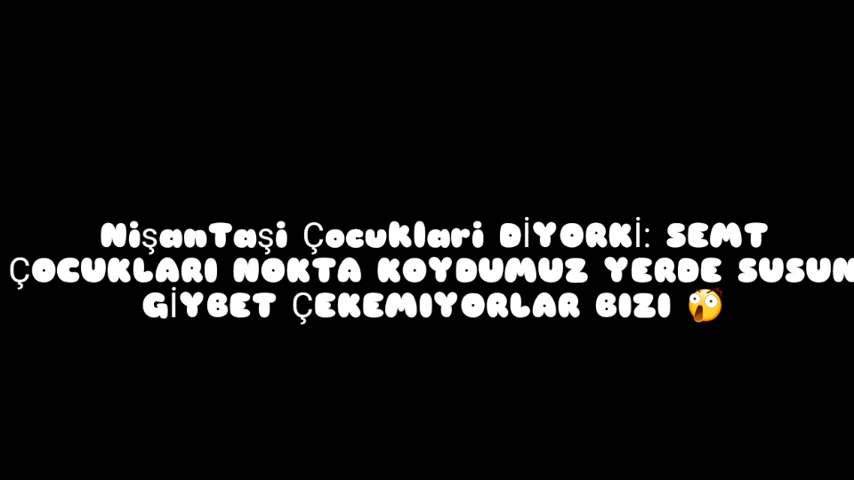 NişanTaşi Çocuklari DİYORKİ: SEMT
ÇOCUKLARI NOKTA KOYDUMUZ YERDE SUSUN
GİYBET ÇEKEMIYORLAR BIZI 😲